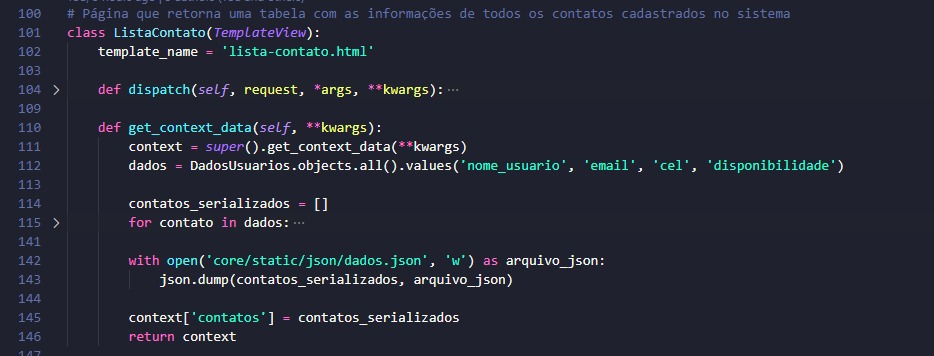 100 # Página que retorna uma tabela com as informações de todos os contatos cadastrados no sistema
101 class ListaContato(TemplateView):
102 template_name = 'lista-contato.html'
103
104 > def dispatch(self, request, *args, **kwargs): ···
109
110 def get_context_data(self, **kwargs):
111 context = super().get_context_data(**kwargs)
112 dados = DadosUsuarios.objects.all().values('nome_usuario', 'email', 'cel', 'disponibilidade')
113
114 contatos_serializados = []
115 > for contato in dados: ···
141
142 with open('core/static/json/dados.json', 'w') as arquivo_json:
143 json.dump(contatos_serializados, arquivo_json)
144
145 context['contatos'] = contatos_serializados
146 return context
147